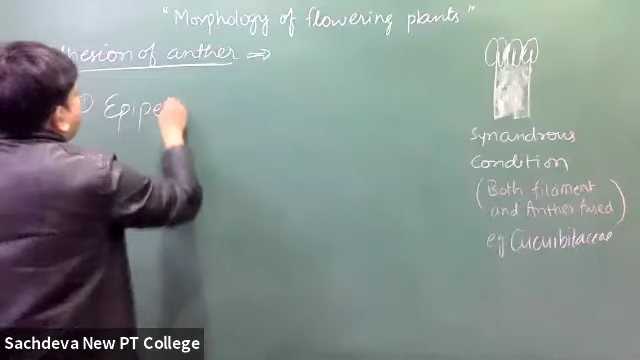 "Morphology of flowering plants"
hesion of anther ⇒
① Epipe
Synandrous
Condition
(Both filament
and Anther fused)
eg Cucurbitaceae
Sachdeva New PT College